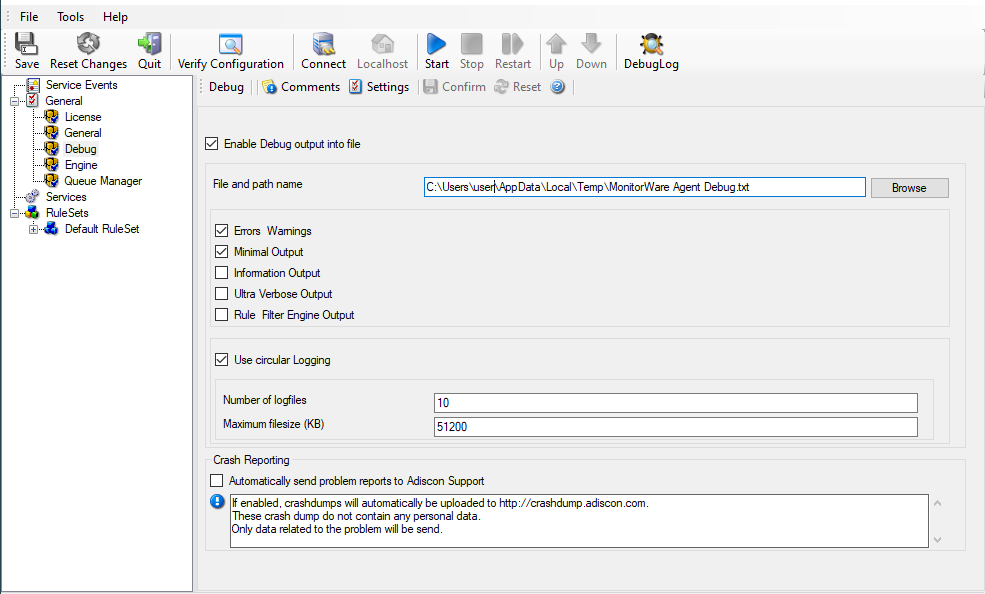 File Tools Help
Save Reset Changes Quit Verify Configuration Connect Localhost Start Stop Restart Up Down DebugLog
Service Events
General
License
General
Debug
Engine
Queue Manager
Services
RuleSets
Default RuleSet
Debug Comments Settings Confirm Reset ?
Enable Debug output into file
File and path name C:\Users\user\AppData\Local\Temp\MonitorWare Agent Debug.txt Browse
Errors Warnings
Minimal Output
Information Output
Ultra Verbose Output
Rule Filter Engine Output
Use circular Logging
Number of logfiles 10
Maximum filesize (KB) 51200
Crash Reporting
Automatically send problem reports to Adiscon Support
If enabled, crashdumps will automatically be uploaded to http://crashdump.adiscon.com.
These crash dump do not contain any personal data.
Only data related to the problem will be send.